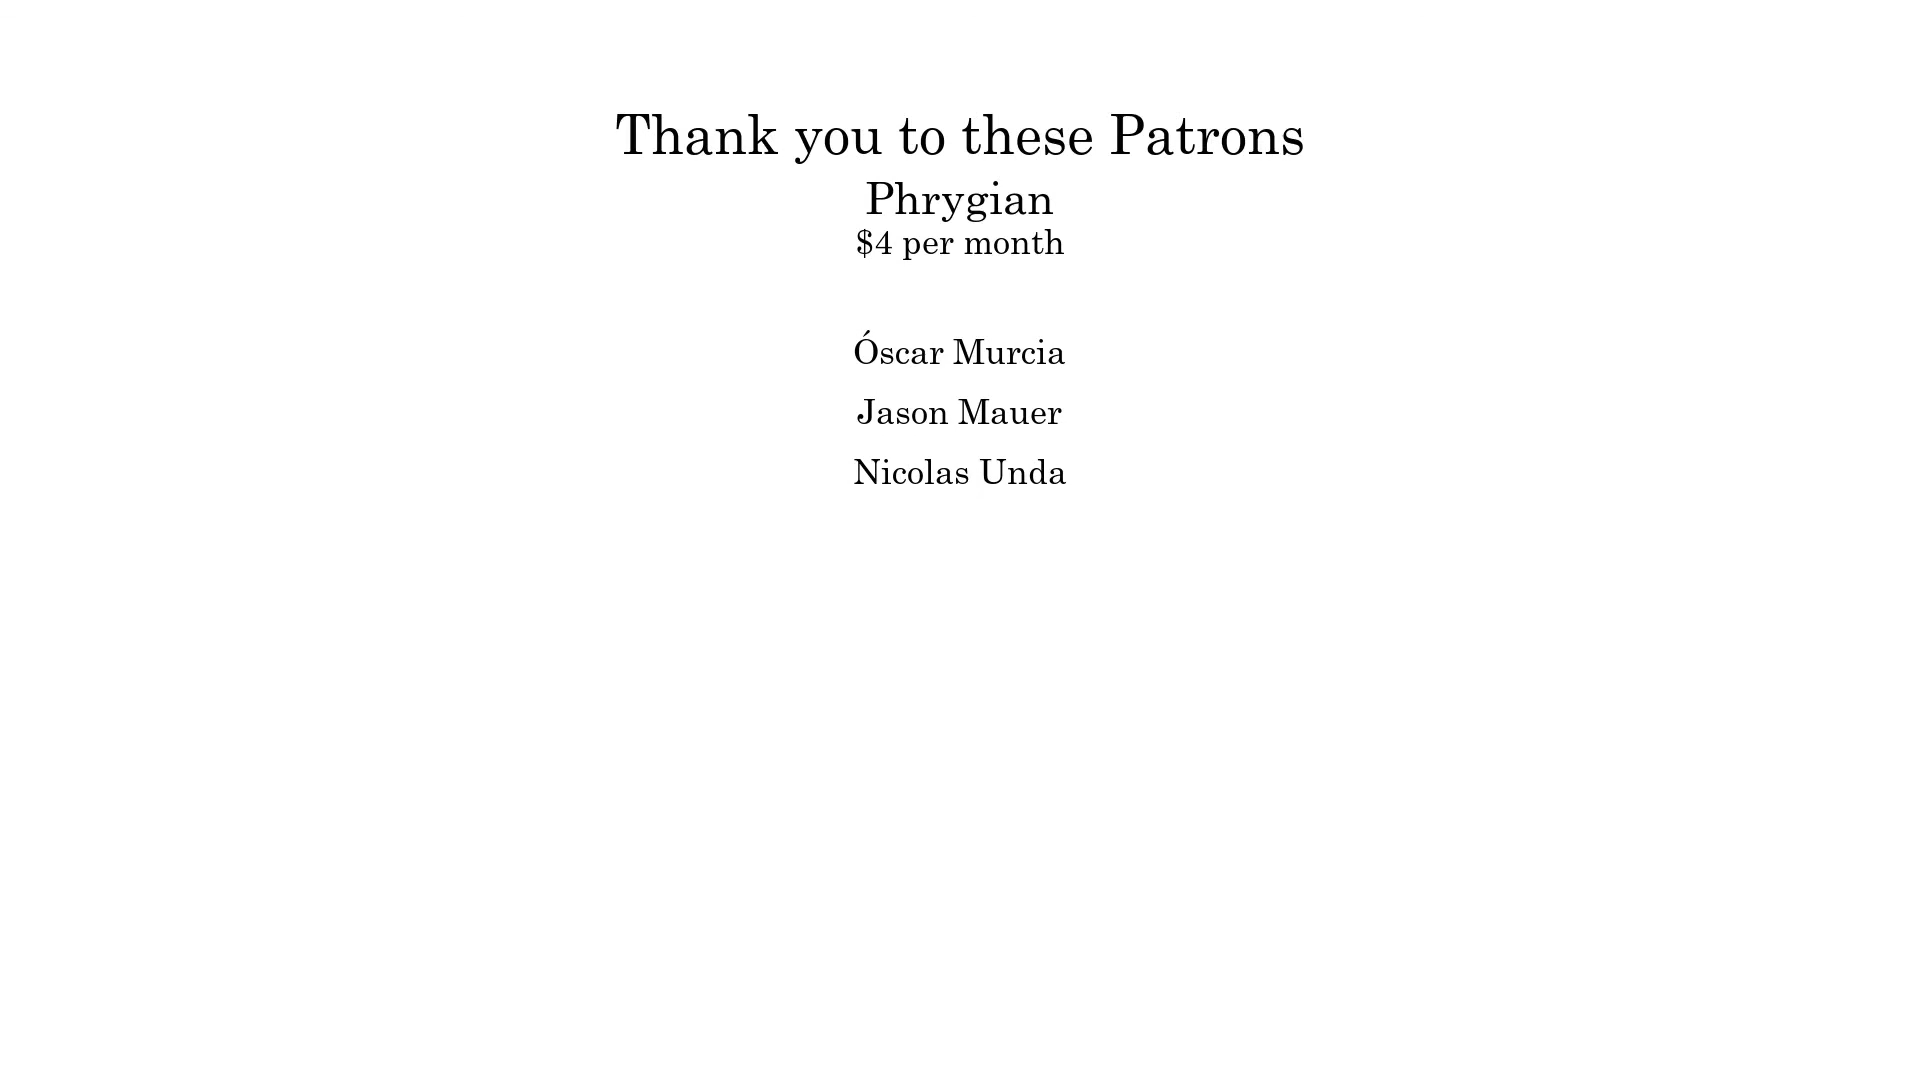 Thank you to these Patrons
Phrygian
$4 per month
Óscar Murcia
Jason Mauer
Nicolas Unda